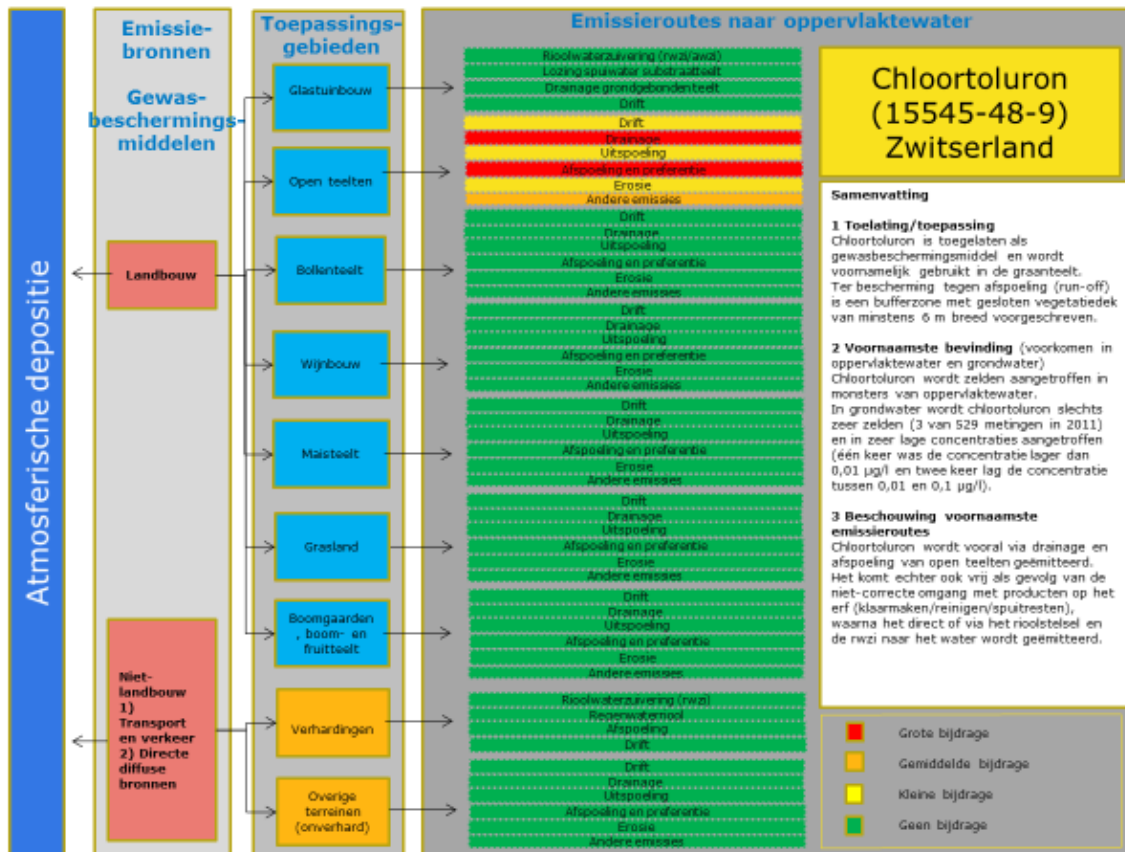 Atmosferische depositie
Emissie-
bronnen
Gewas-
beschermings-
middelen
Landbouw
Niet-
landbouw
1)
Transport
en verkeer
2) Directe
diffuse
bronnen
Toepassings-
gebieden
Glastuinbouw
Open teelten
Bollenteelt
Wijnbouw
Maisteelt
Grasland
Boomgaarden
, boom- en
fruitteelt
Verhardingen
Overige
terreinen
(onverhard)
Emissieroutes naar oppervlaktewater
Rioolwaterzuivering (rwzi/awzi)
Lozing spuiwater substraatteelt
Drainage grondgebonden teelt
Drift
Drift
Drainage
Uitspoeling
Afspoeling en preferentie
Erosie
Andere emissies
Drift
Drainage
Uitspoeling
Afspoeling en preferentie
Erosie
Andere emissies
Drift
Drainage
Uitspoeling
Afspoeling en preferentie
Erosie
Andere emissies
Drift
Drainage
Uitspoeling
Afspoeling en preferentie
Erosie
Andere emissies
Drift
Drainage
Uitspoeling
Afspoeling en preferentie
Erosie
Andere emissies
Drift
Drainage
Uitspoeling
Afspoeling en preferentie
Erosie
Andere emissies
Rioolwaterzuivering (rwzi)
Regenwaterriool
Afspoeling
Drift
Drift
Drainage
Uitspoeling
Afspoeling en preferentie
Erosie
Andere emissies
Chloortoluron
(15545-48-9)
Zwitserland
Samenvatting
1 Toelating/toepassing
Chloortoluron is toegelaten als
gewasbeschermingsmiddel en wordt
voornamelijk gebruikt in de graanteelt.
Ter bescherming tegen afspoeling (run-off)
is een bufferzone met gesloten vegetatiedek
van minstens 6 m breed voorgeschreven.
2 Voornaamste bevinding (voorkomen in
oppervlaktewater en grondwater)
Chloortoluron wordt zelden aangetroffen in
monsters van oppervlaktewater.
In grondwater wordt chloortoluron slechts
zeer zelden (3 van 529 metingen in 2011)
en in zeer lage concentraties aangetroffen
(één keer was de concentratie lager dan
0,01 µg/l en twee keer lag de concentratie
tussen 0,01 en 0,1 µg/l).
3 Beschouwing voornaamste
emissieroutes
Chloortoluron wordt vooral via drainage en
afspoeling van open teelten geëmitteerd.
Het komt echter ook vrij als gevolg van de
niet-correcte omgang met producten op het
erf (klaarmaken/reinigen/spuitresten),
waarna het direct of via het rioolstelsel en
de rwzi naar het water wordt geëmitteerd.
Grote bijdrage
Gemiddelde bijdrage
Kleine bijdrage
Geen bijdrage